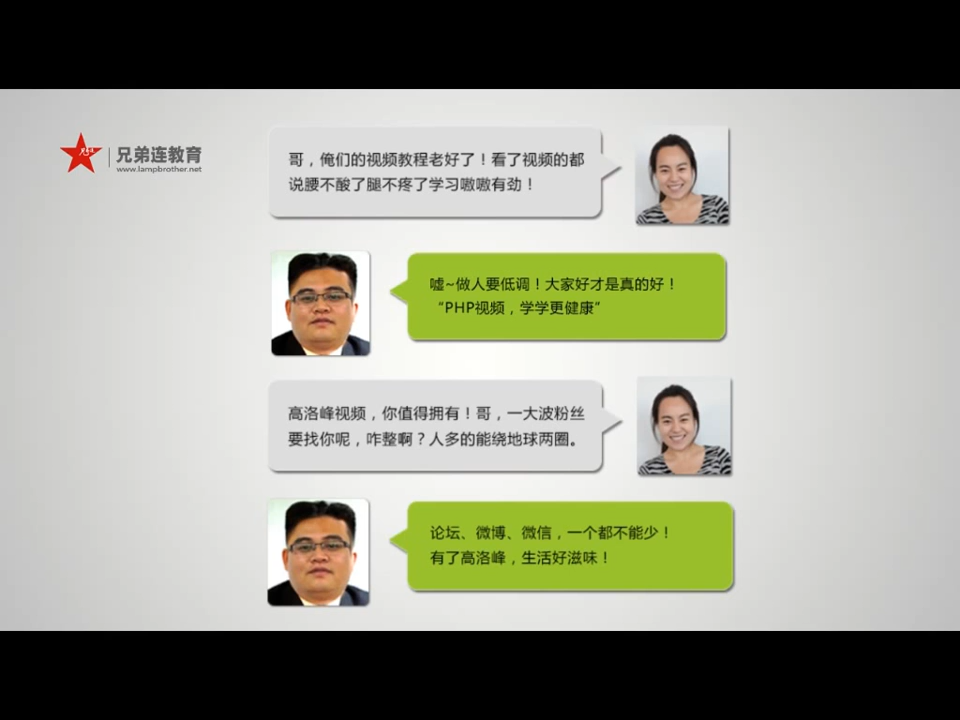 兄弟连教育
www.lampbrother.net
哥，俺们的视频教程老好了！看了视频的都
说腰不酸了腿不疼了学习嗷嗷有劲！
嘘~做人要低调！大家好才是真的好！
“PHP视频，学学更健康”
高洛峰视频，你值得拥有！哥，一大波粉丝
要找你呢，咋整啊？人多的能绕地球两圈。
论坛、微博、微信，一个都不能少！
有了高洛峰，生活好滋味！